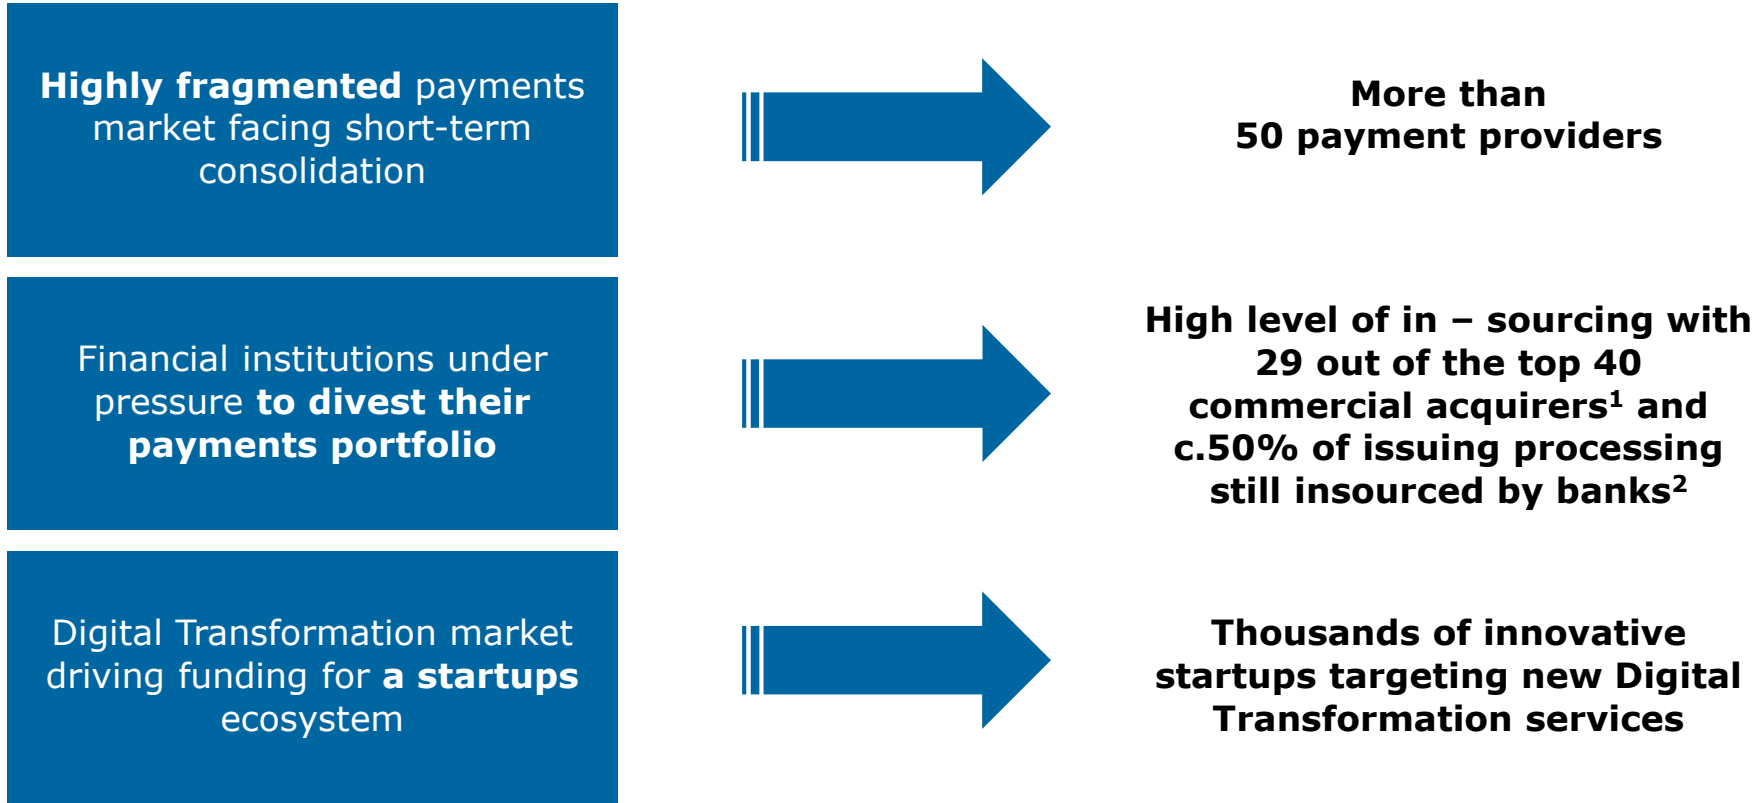 Highly fragmented payments
market facing short-term
consolidation
More than
50 payment providers
Financial institutions under
pressure to divest their
payments portfolio
High level of in – sourcing with
29 out of the top 40
commercial acquirers¹ and
c.50% of issuing processing
still insourced by banks²
Digital Transformation market
driving funding for a startups
ecosystem
Thousands of innovative
startups targeting new Digital
Transformation services